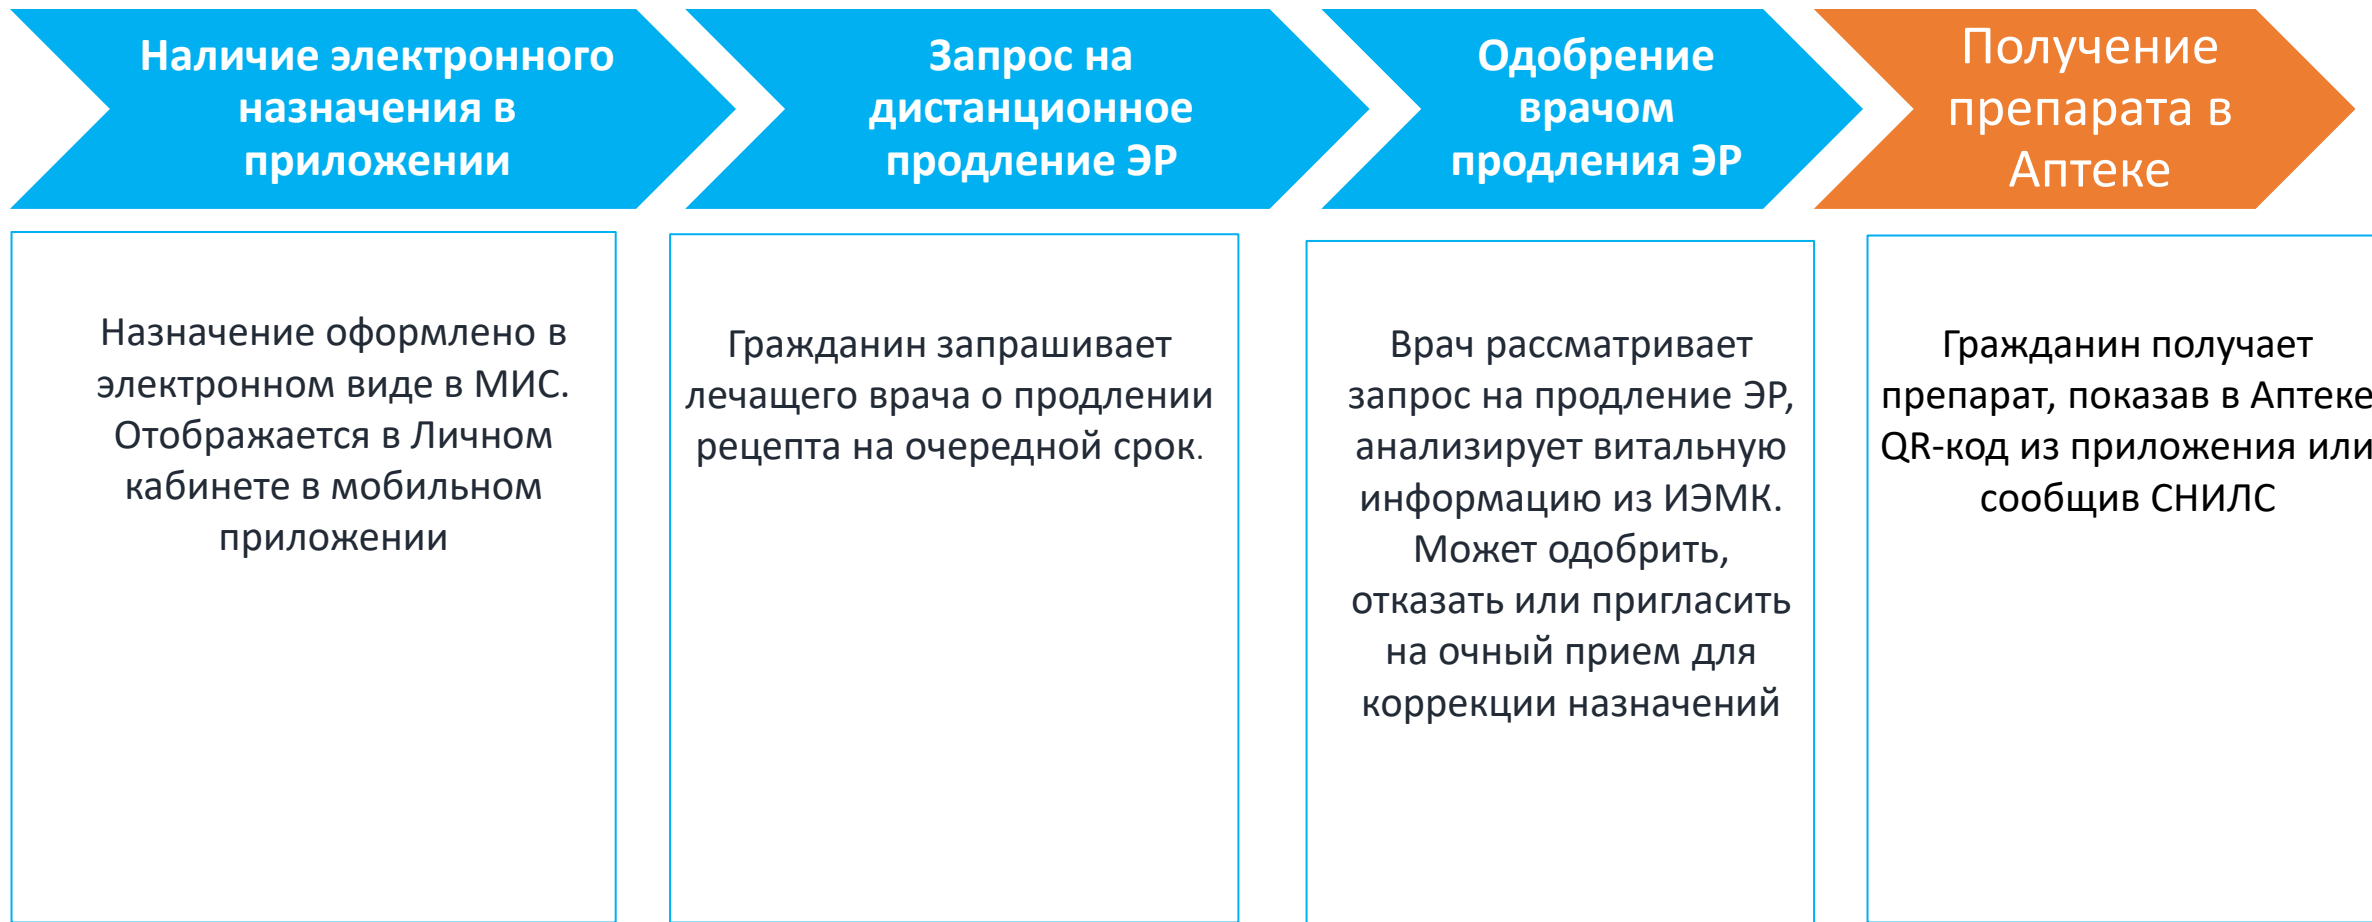 Наличие электронного
назначения в
приложении
Запрос на
дистанционное
продление ЭР
Одобрение
врачом
продления ЭР
Получение
препарата в
Аптеке
Назначение оформлено в
электронном виде в МИС.
Отображается в Личном
кабинете в мобильном
приложении
Гражданин запрашивает
лечащего врача о продлении
рецепта на очередной срок.
Врач рассматривает
запрос на продление ЭР,
анализирует витальную
информацию из ИЭМК.
Может одобрить,
отказать или пригласить
на очный прием для
коррекции назначений
Гражданин получает
препарат, показав в Аптеке
QR-код из приложения или
сообщив СНИЛС